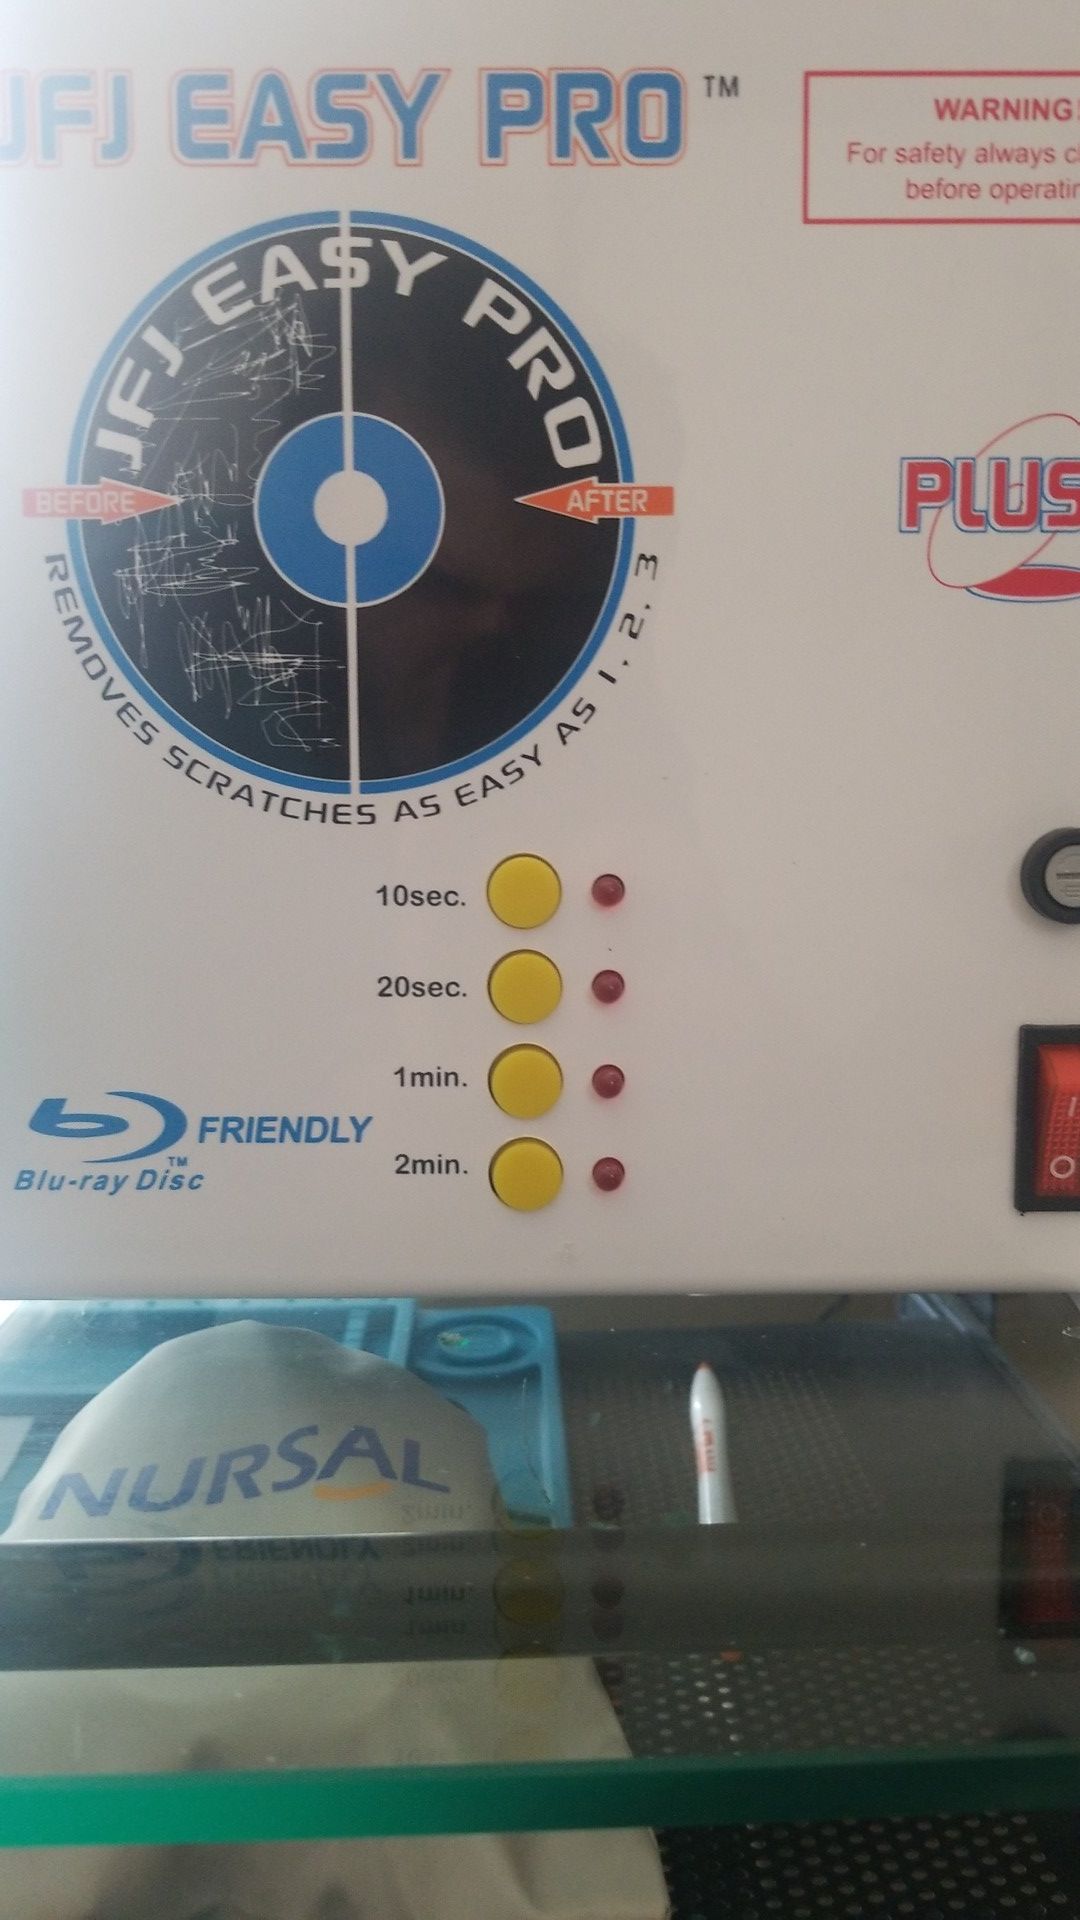 JFJ EASY PRO™
WARNING!
For safety always
before
JFJ EASY PRO
BEFORE
AFTER
REMOVES SCRATCHES AS EASY AS 1, 2, 3
PLUS
10sec.
20sec.
1min.
2min.
FRIENDLY
Blu-ray Disc™
NURSAL